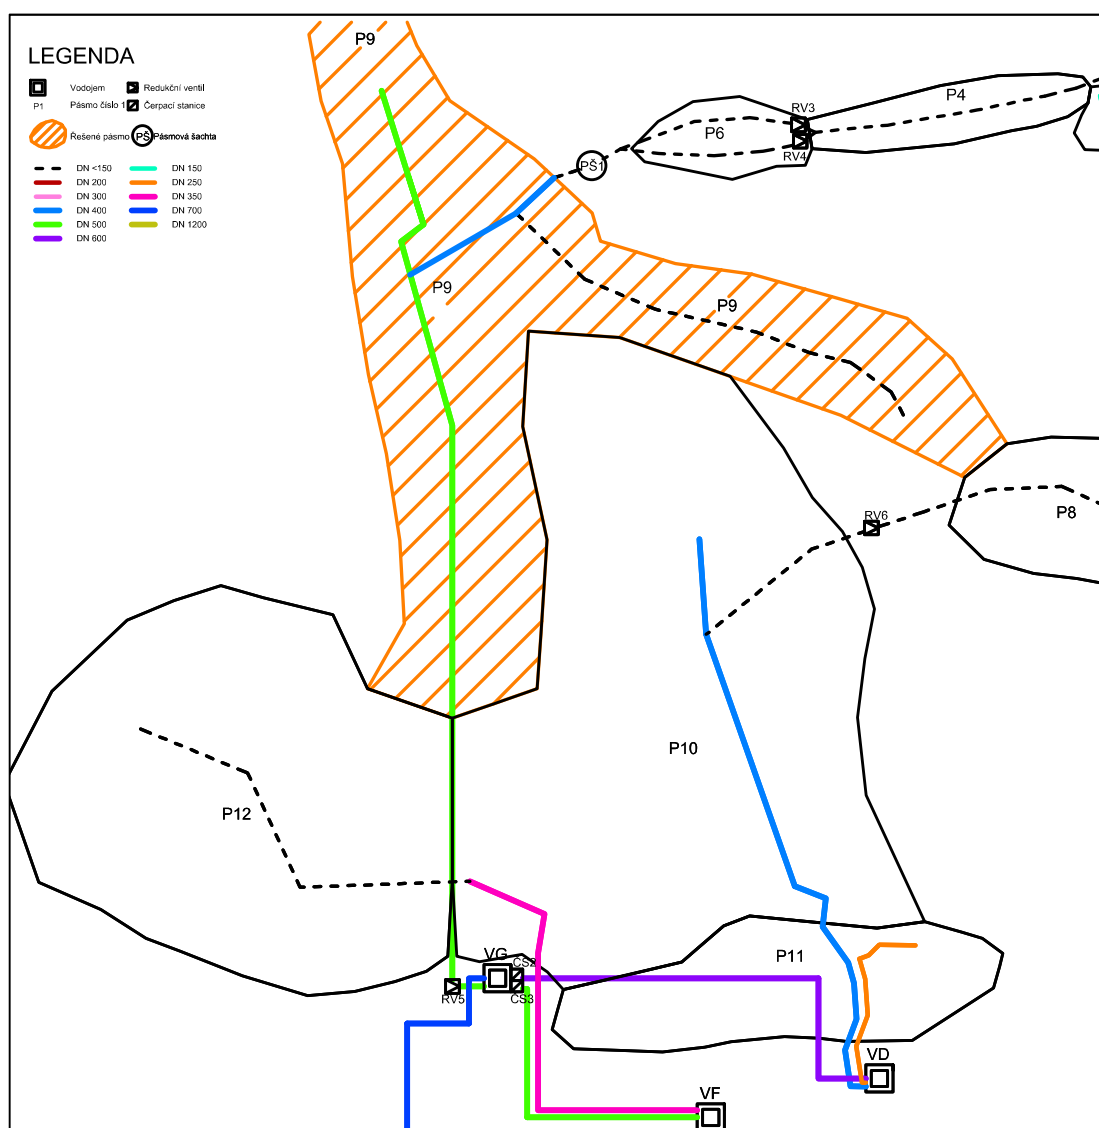 LEGENDA
Vodojem
Redukční ventil
P1
Pásmo číslo 1
Čerpací stanice
Řešené pásmo
PŠ
Pásmová šachta
DN <150
DN 150
DN 200
DN 250
DN 300
DN 350
DN 400
DN 700
DN 500
DN 1200
DN 600
P9
P4
RV3
P6
RV4
PŠ1
P9
P9
P8
RV6
P10
P12
P11
VG
ČS2
RV5
ČS3
VD
VF